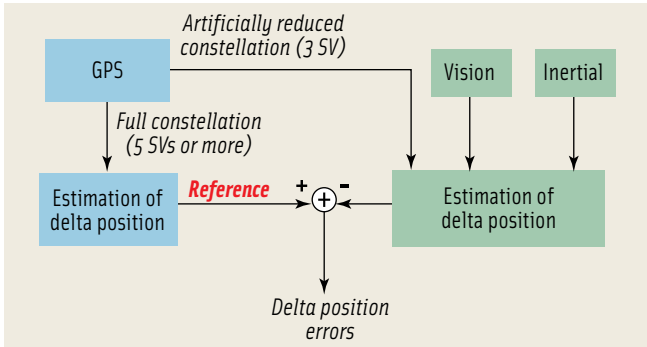 Artificially reduced
constellation (3 SV)
GPS
Vision
Inertial
Full constellation
(5 SVs or more)
Estimation of
delta position
Reference
+
-
+
Estimation of
delta position
Delta position
errors